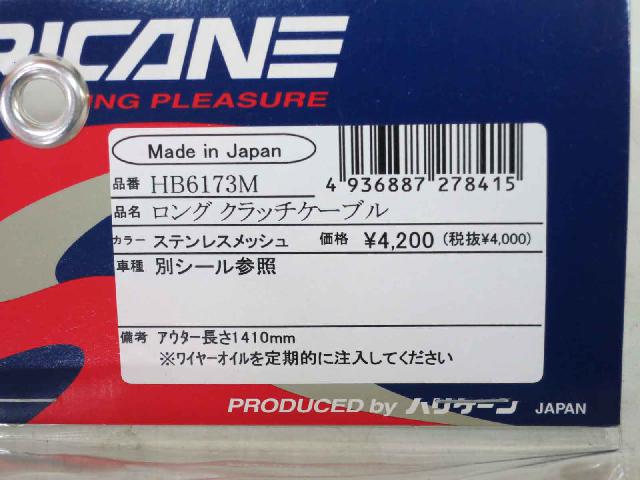 RICANE
ING PLEASURE
Made in Japan
品番 HB6173M
4 936887 278415
品名 ロング クラッチケーブル
カラー ステンレスメッシュ 価格 ¥4,200 (税抜¥4,000)
車種 別シール参照
備考 アウター長さ1410mm
※ワイヤーオイルを定期的に注入してください
PRODUCED by ハリケーン JAPAN